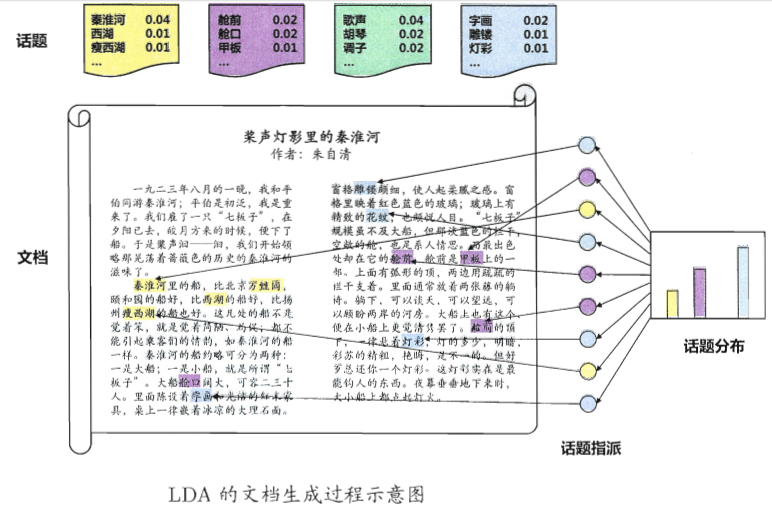 话题
秦淮河 0.04
西湖 0.01
瘦西湖 0.01
...
舱前 0.02
舱口 0.02
甲板 0.01
...
歌声 0.04
胡琴 0.02
调子 0.02
...
字画 0.02
雕镂 0.01
灯彩 0.01
...
文档
桨声灯影里的秦淮河
作者：朱自清
一九二三年八月的一晚，我和平
伯同游秦淮河；平伯是初泛，我是重
来了。我们雇了一只“七板子”，在
夕阳已去，皎月方来的时候，便下了
船。于是桨声汩——汩，我们开始领
略那晃荡着蔷薇色的历史的秦淮河的
滋味了。
秦淮河里的船，比北京万
颐和园的船好，比西湖的船好，比扬
州瘦西湖的船也好。这几处的船不是
觉着笨，就是觉着简陋、局促；都不
能引起乘客们的情韵，如秦淮河的船
一样。秦淮河的船约略可分为两种：
一是大船；一是小船，就是所谓“七
板子”。大船舱口阔大，可容二三十
人。里面陈设着字画和光洁的红木家
具，桌上一律嵌着冰凉的大理石面。
窗格雕镂颇细，使人起柔腻之感。窗
格里映着红色蓝色的玻璃；玻璃上有
精致的花纹，也颇悦人目。“七板子”
规模虽不及大船，但那淡蓝色的栏干，
空敞的舱，也足系人情思。而最出色
处却在它的舱前。舱前是甲板上的一
部。上面有弧形的顶，两边用疏疏的
栏干支着。里面通常放着两张藤的躺
椅。躺下，可以谈天，可以望远，可
以顾盼两岸的河房。大船上也有这个，
便在小船上更觉清隽罢了。舱前的顶
下，一律悬着灯彩；灯的多少，明暗，
彩苏的精粗，艳晦，是不一的。但好
歹总还你一个灯彩。这灯彩实在是最
能钩人的东西。夜幕垂垂地下来时，
大小船上都点起灯火。
话题指派
话题分布
LDA 的文档生成过程示意图